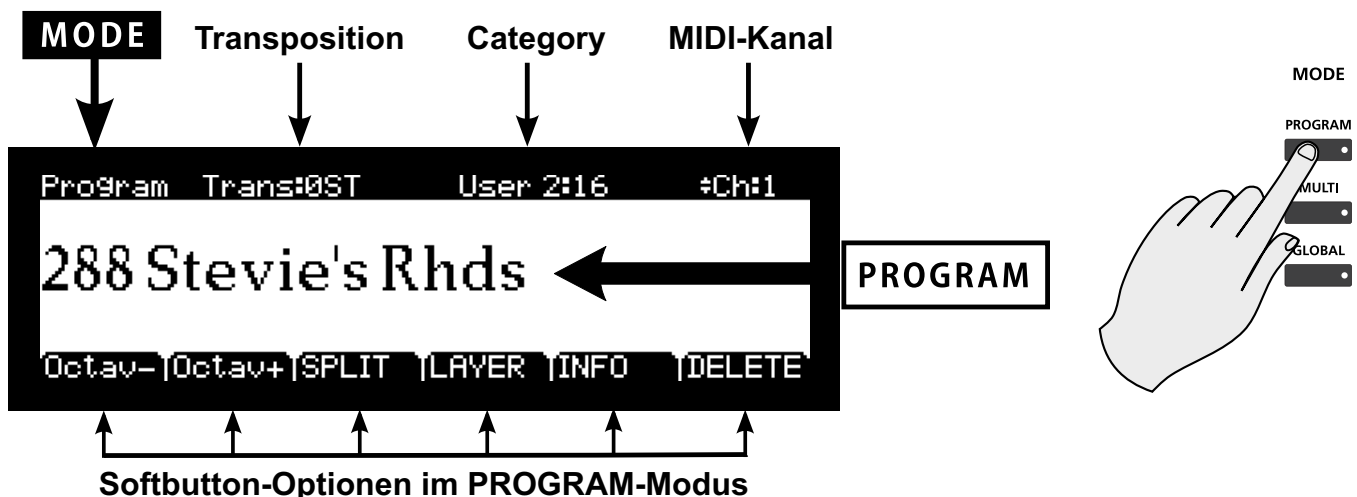 MODE Transposition Category MIDI-Kanal
MODE
PROGRAM
Program Trans:0ST User 2:16 ÷Ch:1
MULTI
288 Stevie's Rhds
PROGRAM
GLOBAL
Octav- Octav+ SPLIT LAYER INFO DELETE
Softbutton-Optionen im PROGRAM-Modus